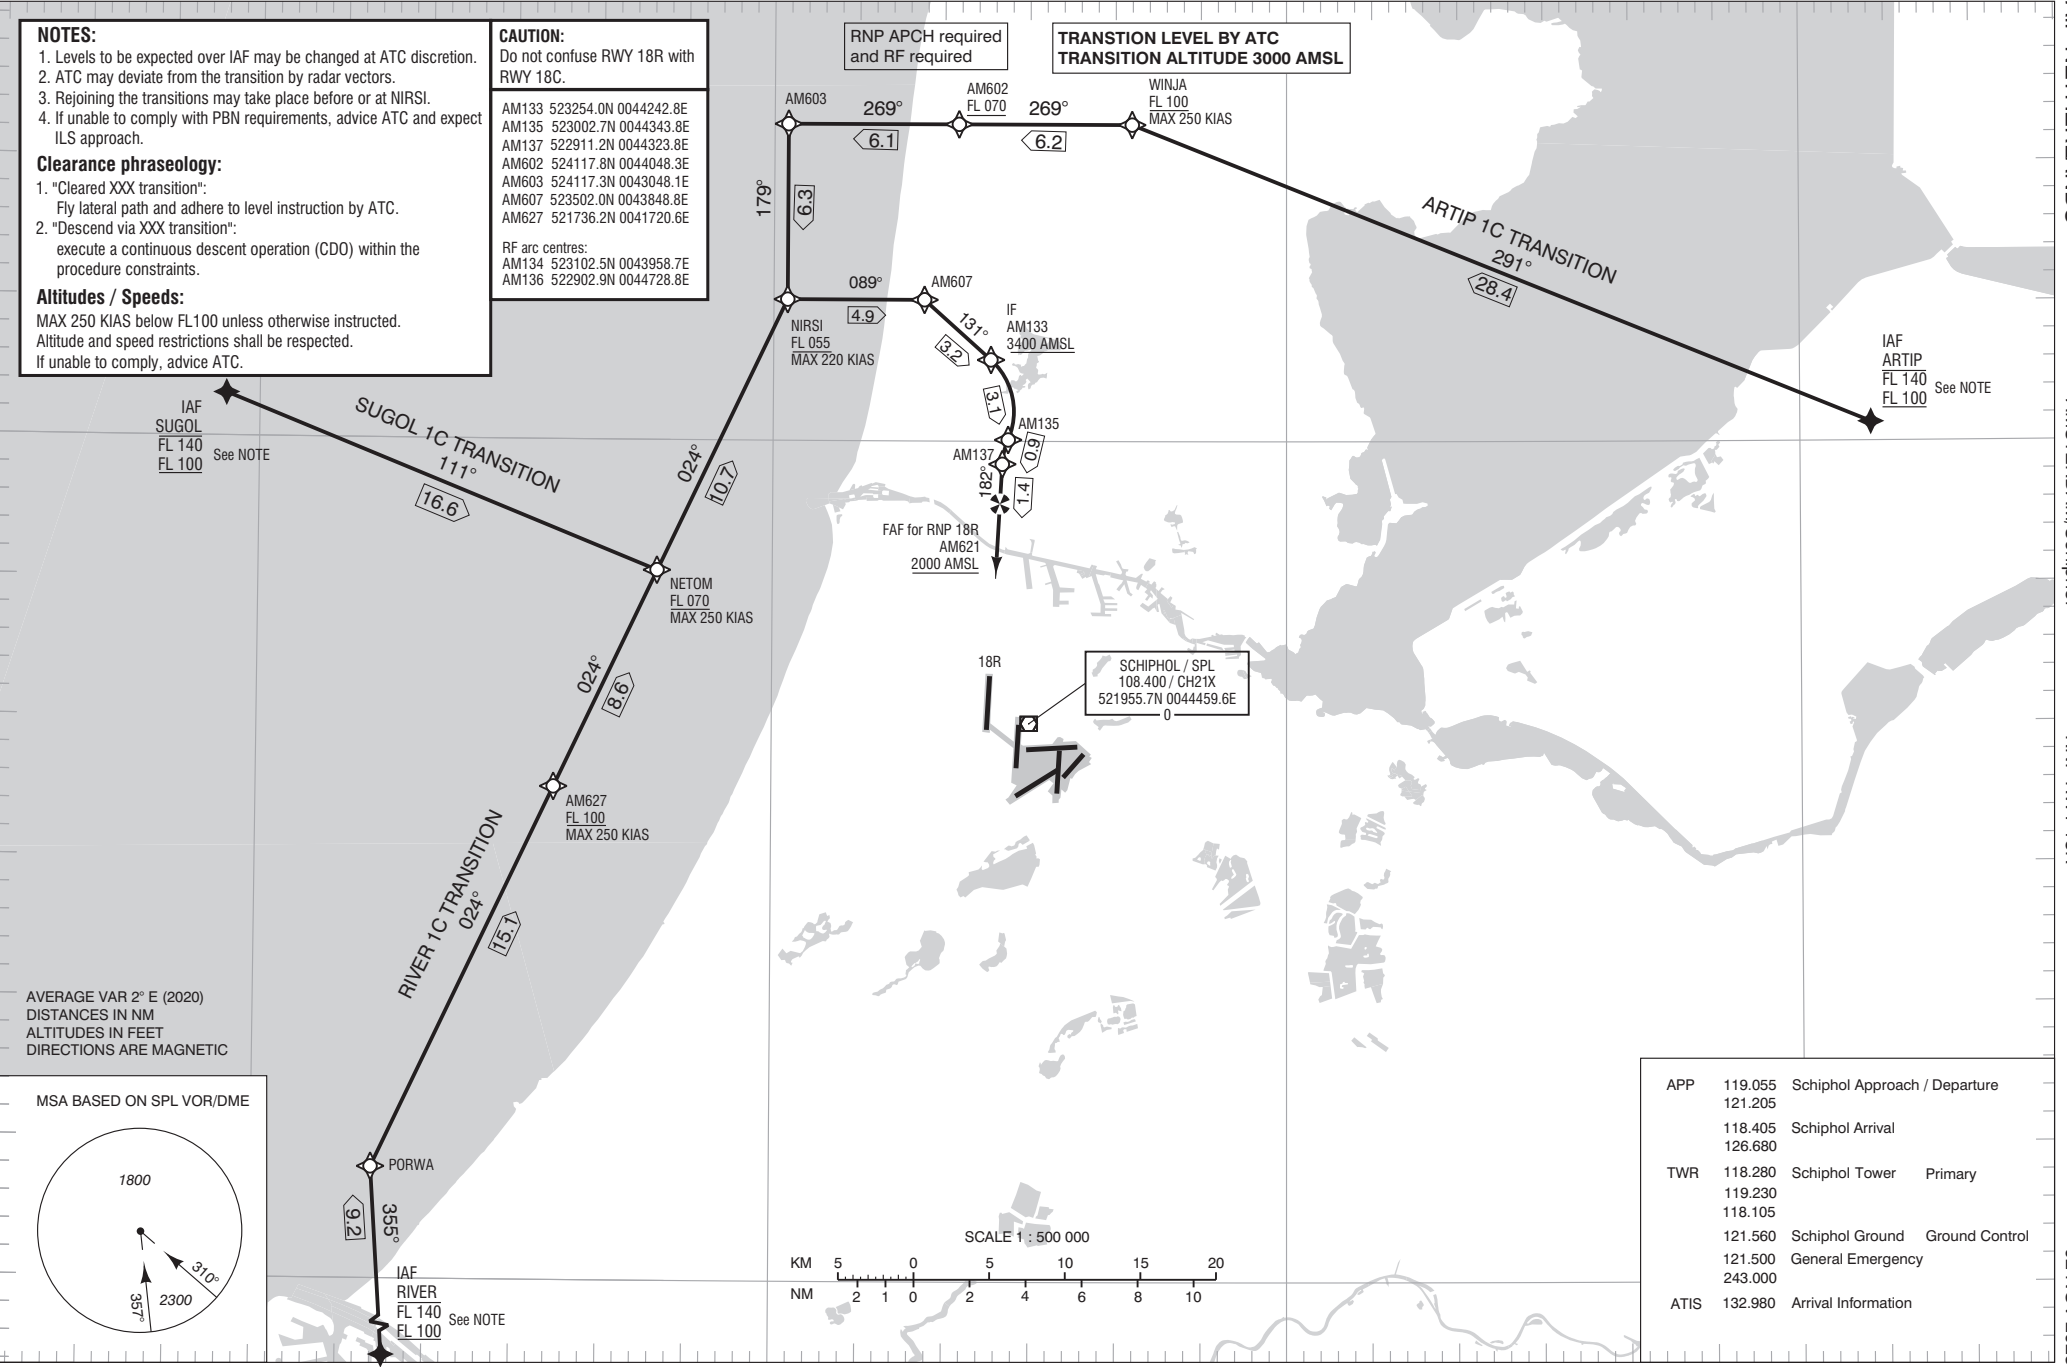 NOTES:
1. Levels to be expected over IAF may be changed at ATC discretion.
2. ATC may deviate from the transition by radar vectors.
3. Rejoining the transitions may take place before or at NIRSI.
4. If unable to comply with PBN requirements, advice ATC and expect
ILS approach.
Clearance phraseology:
1. "Cleared XXX transition":
Fly lateral path and adhere to level instruction by ATC.
2. "Descend via XXX transition":
execute a continuous descent operation (CDO) within the
procedure constraints.
Altitudes / Speeds:
MAX 250 KIAS below FL100 unless otherwise instructed.
Altitude and speed restrictions shall be respected.
If unable to comply, advice ATC.
CAUTION:
Do not confuse RWY 18R with
RWY 18C.
AM133 523254.0N 0044242.8E
AM135 523002.7N 0044343.8E
AM137 522911.2N 0044323.8E
AM602 524117.8N 0044048.3E
AM603 524117.3N 0043048.1E
AM607 523502.0N 0043848.8E
AM627 521736.2N 0041720.6E
RF arc centres:
AM134 523102.5N 0043958.7E
AM136 522902.9N 0044728.8E
RNP APCH required
and RF required
TRANSTION LEVEL BY ATC
TRANSITION ALTITUDE 3000 AMSL
AM603
269°
6.1
AM602
FL 070
269°
6.2
WINJA
FL 100
MAX 250 KIAS
179°
6.3
ARTIP 1C TRANSITION
291°
28.4
IAF
ARTIP
FL 140
FL 100
See NOTE
NIRSI
FL 055
MAX 220 KIAS
089°
4.9
AM607
131°
3.2
IF
AM133
3400 AMSL
3.1
AM135
0.9
AM137
182°
1.4
FAF for RNP 18R
AM621
2000 AMSL
IAF
SUGOL
FL 140
FL 100
See NOTE
SUGOL 1C TRANSITION
111°
16.6
024°
10.7
NETOM
FL 070
MAX 250 KIAS
024°
8.6
AM627
FL 100
MAX 250 KIAS
RIVER 1C TRANSITION
024°
15.1
PORWA
355°
9.2
IAF
RIVER
FL 140
FL 100
See NOTE
18R
SCHIPHOL / SPL
108.400 / CH21X
521955.7N 0044459.6E
0
AVERAGE VAR 2° E (2020)
DISTANCES IN NM
ALTITUDES IN FEET
DIRECTIONS ARE MAGNETIC
MSA BASED ON SPL VOR/DME
1800
310°
357°
2300
SCALE 1 : 500 000
KM 5 0 5 10 15 20
NM 2 1 0 2 4 6 8 10
APP 119.055 Schiphol Approach / Departure
121.205
118.405 Schiphol Arrival
126.680
TWR 118.280 Schiphol Tower Primary
119.230
118.105
121.560 Schiphol Ground Ground Control
121.500 General Emergency
243.000
ATIS 132.980 Arrival Information